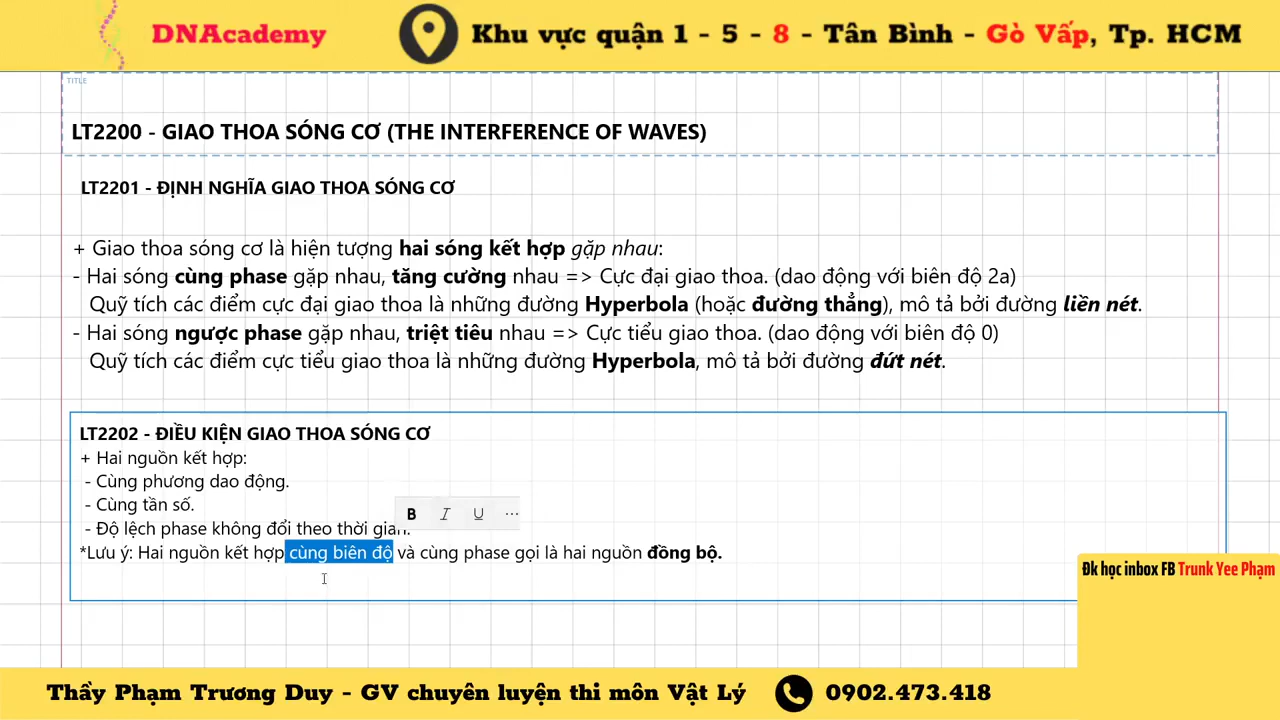 DNAcademy
Khu vực quận 1 - 5 - 8 - Tân Bình - Gò Vấp, Tp. HCM
TITLE
LT2200 - GIAO THOA SÓNG CƠ (THE INTERFERENCE OF WAVES)
LT2201 - ĐỊNH NGHĨA GIAO THOA SÓNG CƠ
+ Giao thoa sóng cơ là hiện tượng hai sóng kết hợp gặp nhau:
- Hai sóng cùng phase gặp nhau, tăng cường nhau => Cực đại giao thoa. (dao động với biên độ 2a)
Quỹ tích các điểm cực đại giao thoa là những đường Hyperbola (hoặc đường thẳng), mô tả bởi đường liền nét.
- Hai sóng ngược phase gặp nhau, triệt tiêu nhau => Cực tiểu giao thoa. (dao động với biên độ 0)
Quỹ tích các điểm cực tiểu giao thoa là những đường Hyperbola, mô tả bởi đường đứt nét.
LT2202 - ĐIỀU KIỆN GIAO THOA SÓNG CƠ
+ Hai nguồn kết hợp:
- Cùng phương dao động.
- Cùng tần số.
B I U ...
- Độ lệch phase không đổi theo thời gian.
*Lưu ý: Hai nguồn kết hợp cùng biên độ và cùng phase gọi là hai nguồn đồng bộ.
Đk học inbox FB Trunk Yee Phạm
Thầy Phạm Trương Duy - GV chuyên luyện thi môn Vật Lý 0902.473.418